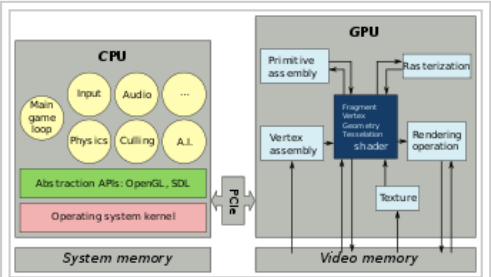 CPU
Input
Audio
...
Main
game
loop
Physics
Culling
A.I.
Abstraction APIs: OpenGL, SDL
Operating system kernel
System memory
PCIe
GPU
Primitive
assembly
Rasterization
Fragment
Vertex
Geometry
Tesselation
shader
Vertex
assembly
Rendering
operation
Texture
Video memory